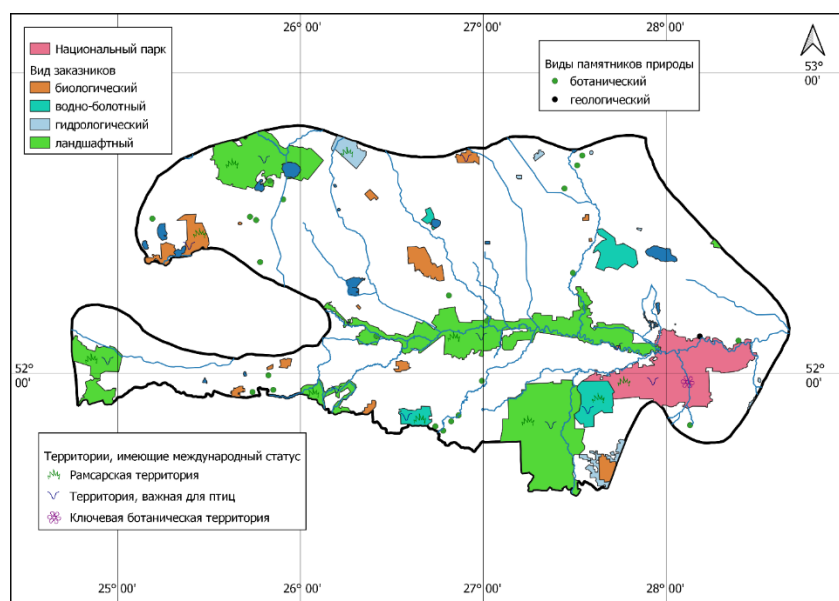 26° 00'
27° 00'
28° 00'
Национальный парк
Вид заказников
биологический
водно-болотный
гидрологический
ландшафтный
Виды памятников природы
ботанический
геологический
53°
00'
52°
00'
52°
00'
Территории, имеющие международный статус
Рамсарская территория
Территория, важная для птиц
Ключевая ботаническая территория
25° 00'
26° 00'
27° 00'
28° 00'